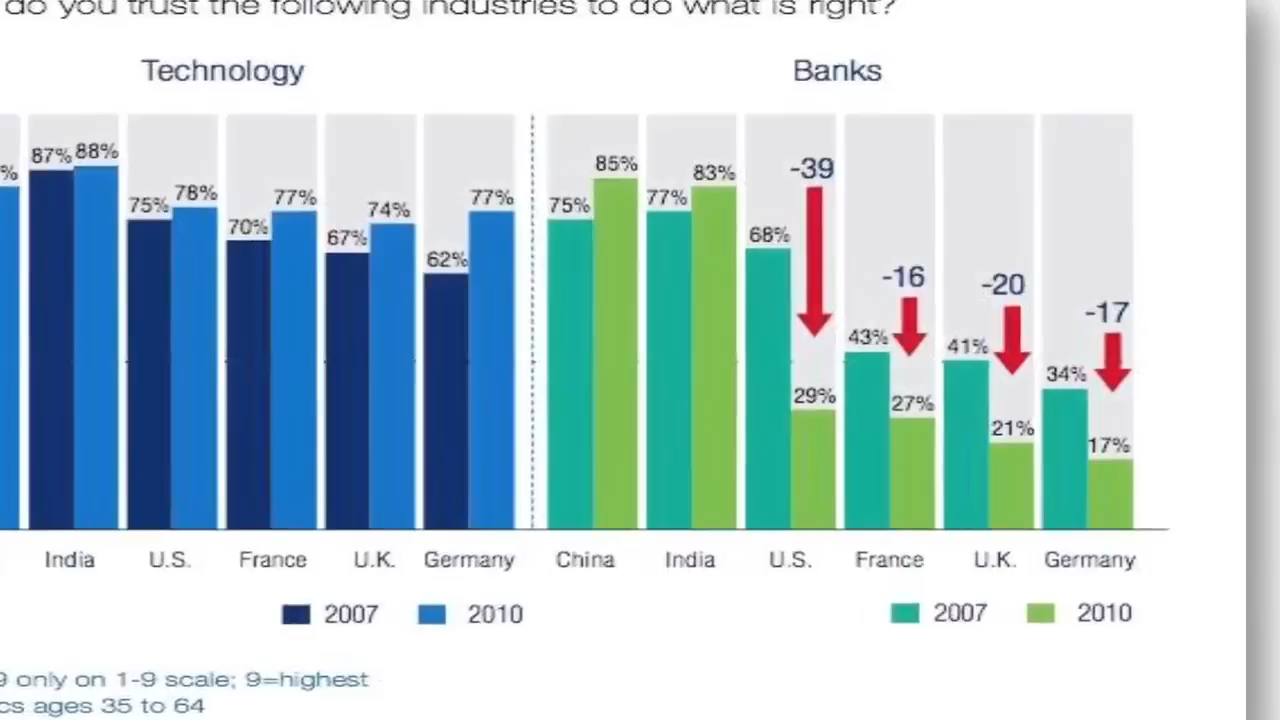 do you trust the following industries to do what is right?
Technology
Banks
% 87% 88% 75% 78% 70% 77% 67% 74% 62% 77%
75% 85% 77% 83% 68% 29% 43% 27% 41% 21% 34% 17%
-39 -16 -20 -17
India U.S. France U.K. Germany
China India U.S. France U.K. Germany
2007 2010
2007 2010
9 only on 1-9 scale; 9=highest
cs ages 35 to 64